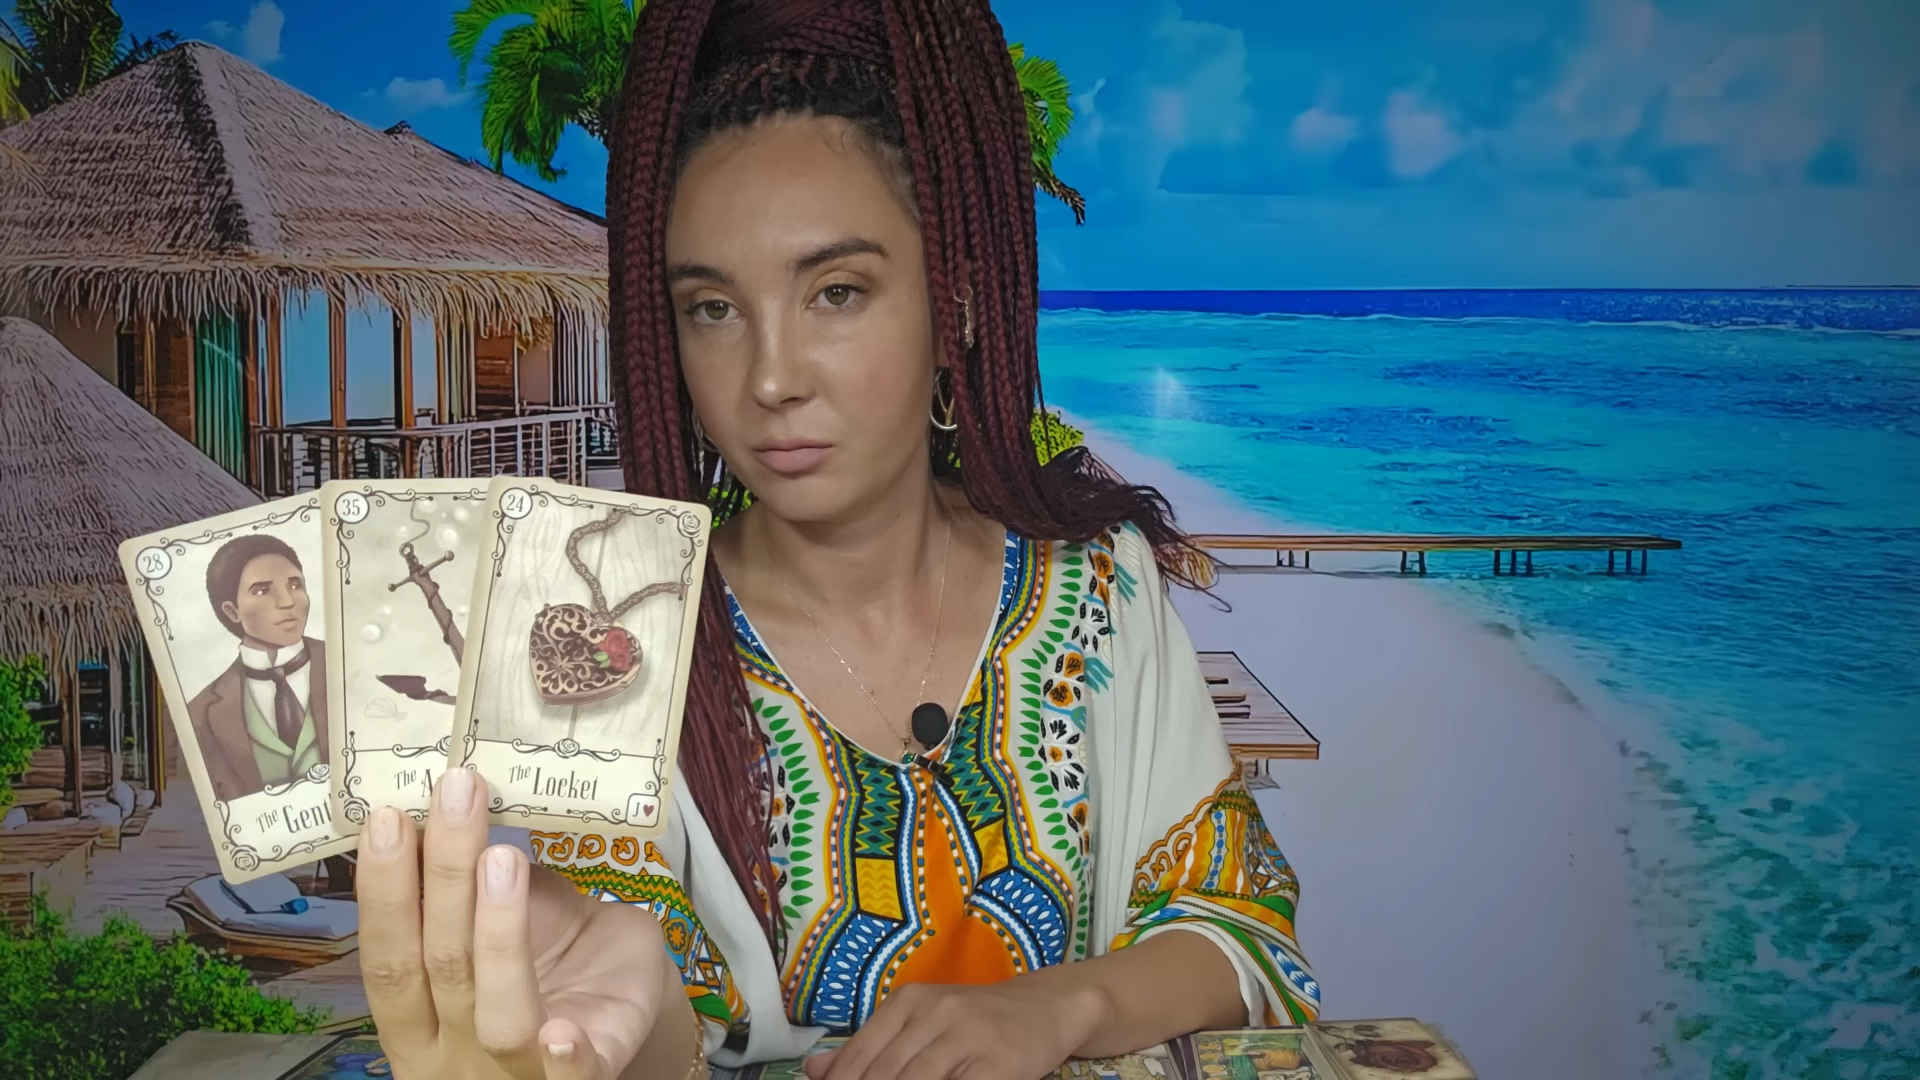 28
The Gent
35
The A
24
The Locket
J♥